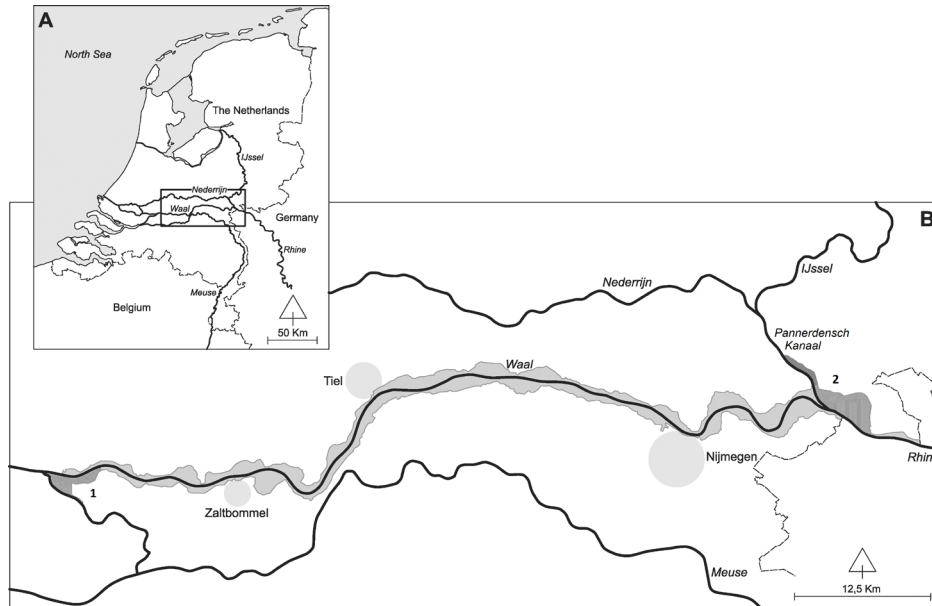 A
North Sea
The Netherlands
IJssel
Nederrijn
Waal
Germany
Rhine
Meuse
Belgium
50 Km
B
IJssel
Nederrijn
Pannerdensch
Kanaal
Waal
Tiel
2
Nijmegen
Rhine
1
Zaltbommel
Meuse
12,5 Km